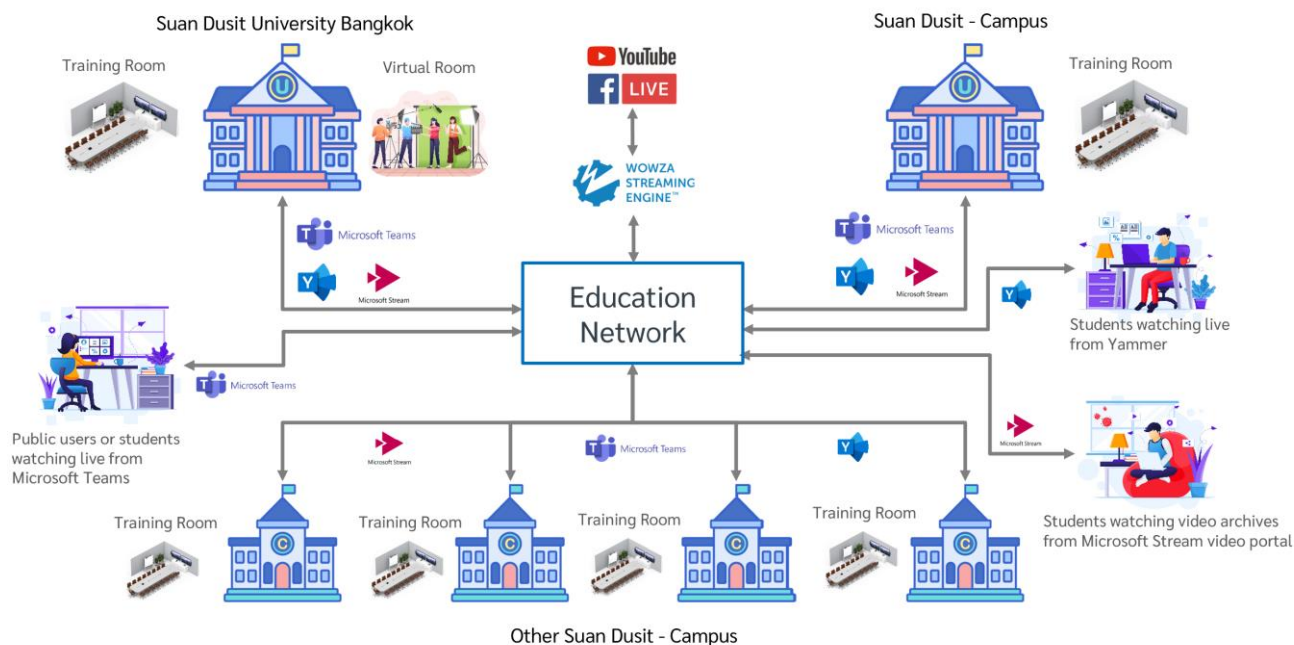 Suan Dusit University Bangkok
Suan Dusit - Campus
Training Room
Virtual Room
YouTube
LIVE
Training Room
U
U
WOWZA
STREAMING
ENGINE™
Microsoft Teams
Microsoft Teams
Y
Microsoft Stream
Y
Microsoft Stream
Y
Education
Network
Students watching live
from Yammer
Microsoft Teams
Public users or students
watching live from
Microsoft Teams
Microsoft Stream
Microsoft Teams
Y
Microsoft Stream
Students watching video archives
from Microsoft Stream video portal
Training Room
Training Room
Training Room
Training Room
C
C
C
C
Other Suan Dusit - Campus